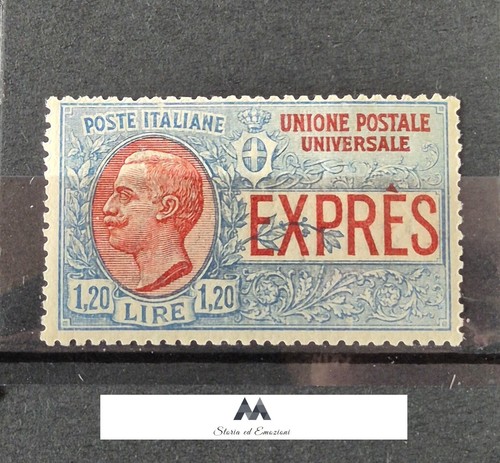 POSTE ITALIANE
UNIONE POSTALE
UNIVERSALE
EXPRÈS
1,20 LIRE 1,20
Storia ed Emozioni